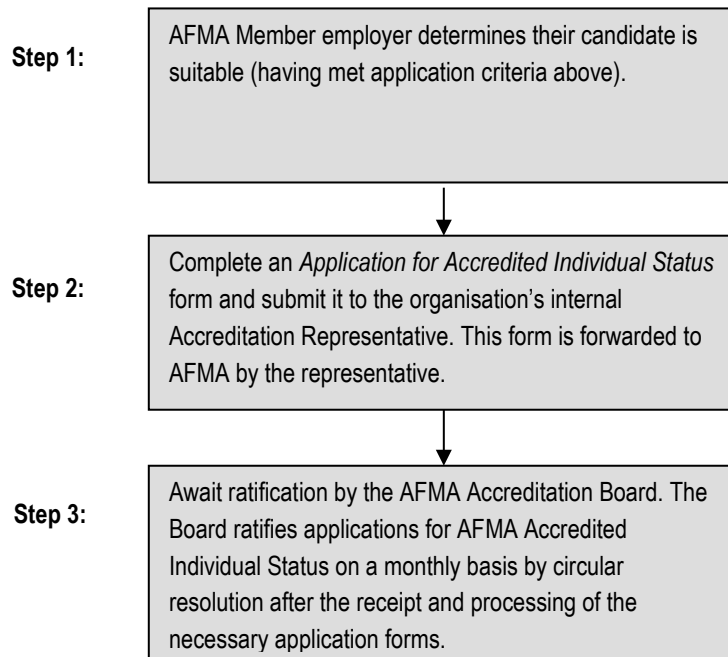 Step 1:
AFMA Member employer determines their candidate is
suitable (having met application criteria above).
Step 2:
Complete an Application for Accredited Individual Status
form and submit it to the organisation's internal
Accreditation Representative. This form is forwarded to
AFMA by the representative.
Step 3:
Await ratification by the AFMA Accreditation Board. The
Board ratifies applications for AFMA Accredited
Individual Status on a monthly basis by circular
resolution after the receipt and processing of the
necessary application forms.